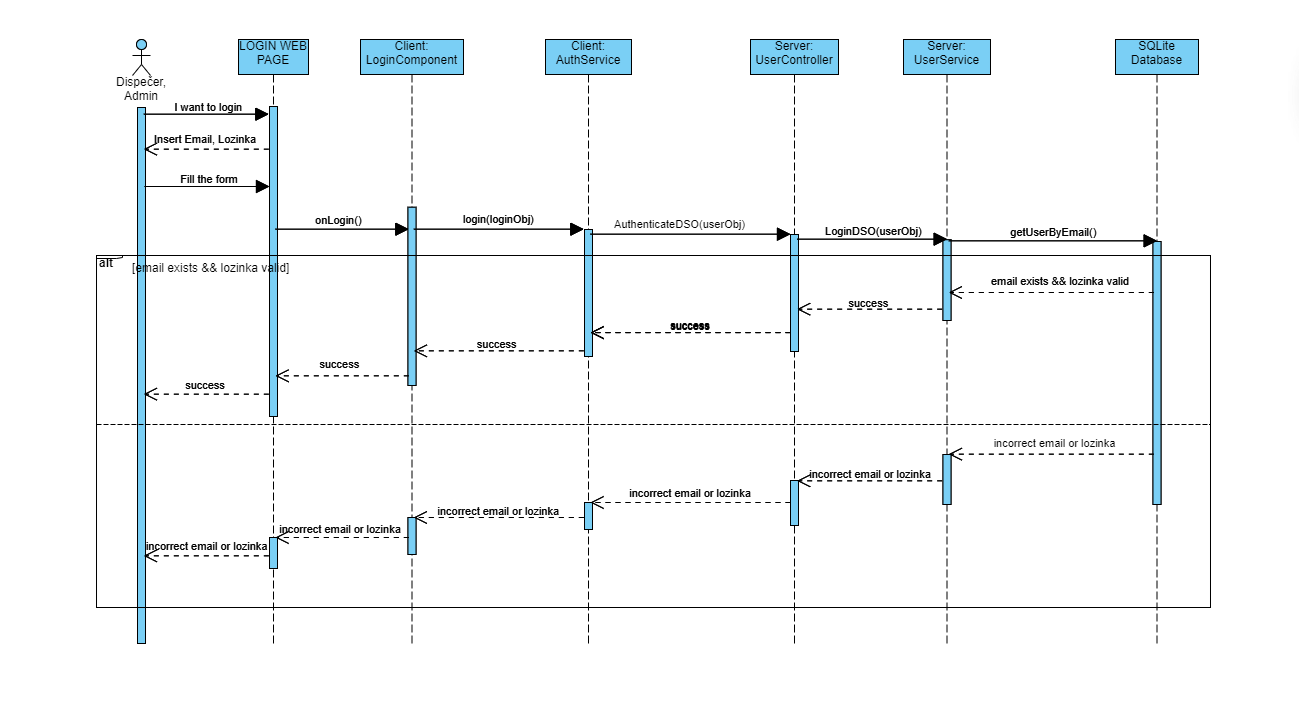 LOGIN WEB
PAGE
Client:
LoginComponent
Client:
AuthService
Server:
UserController
Server:
UserService
SQLite
Database
Dispečer,
Admin
I want to login
Insert Email, Lozinka
Fill the form
onLogin()
login(loginObj)
AuthenticateDSO(userObj)
LoginDSO(userObj)
getUserByEmail()
alt
[email exists && lozinka valid]
email exists && lozinka valid
success
success
success
success
success
incorrect email or lozinka
incorrect email or lozinka
incorrect email or lozinka
incorrect email or lozinka
incorrect email or lozinka
incorrect email or lozinka